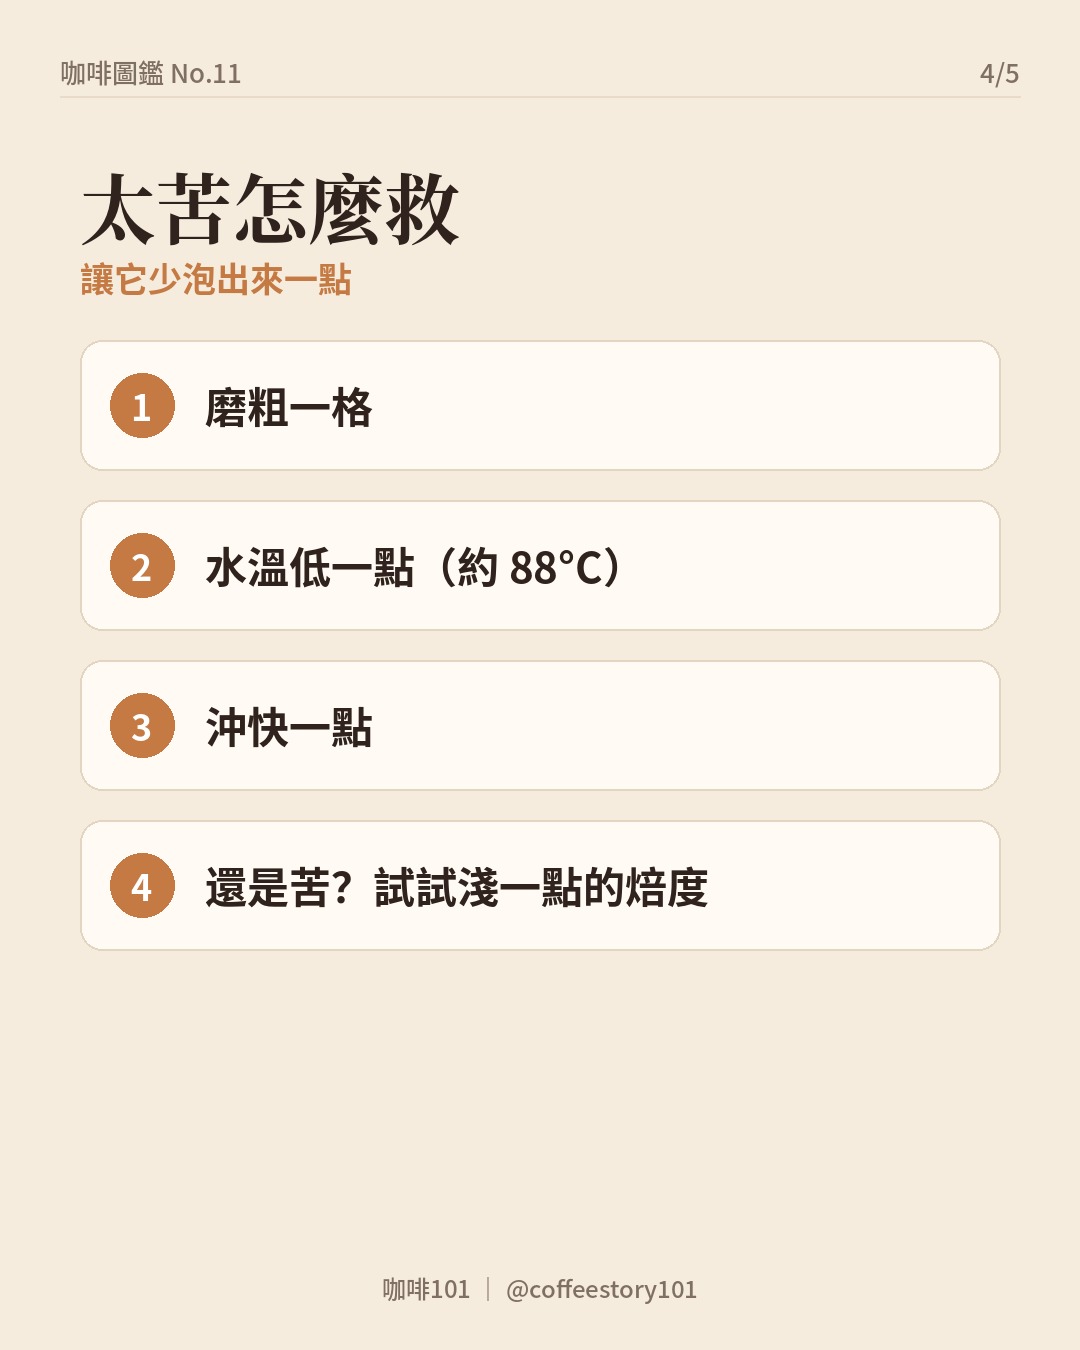 咖啡圖鑑 No.11
4/5
太苦怎麼救
讓它少泡出來一點
1 磨粗一格
2 水溫低一點（約 88°C）
3 沖快一點
4 還是苦？試試淺一點的焙度
咖啡101｜@coffeestory101